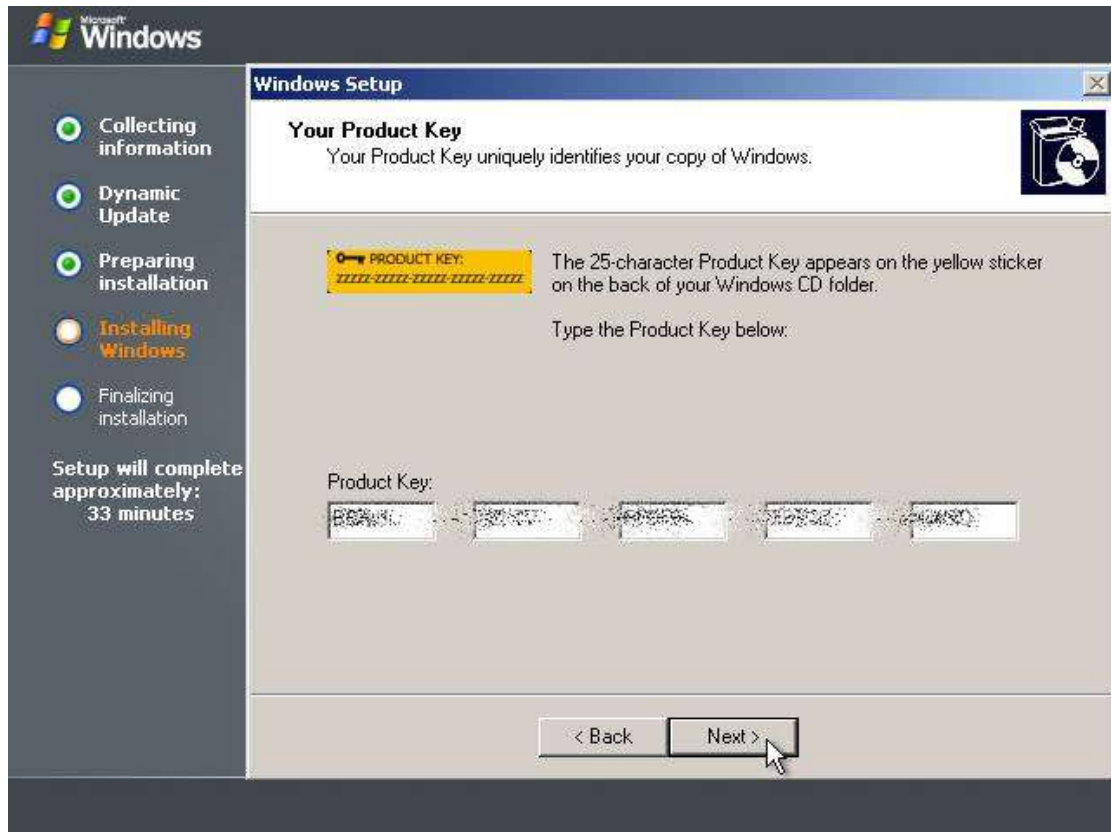 Microsoft
Windows
Windows Setup
Collecting
information
Dynamic
Update
Preparing
installation
Installing
Windows
Finalizing
installation
Setup will complete
approximately:
33 minutes
Your Product Key
Your Product Key uniquely identifies your copy of Windows.
PRODUCT KEY:
ZZZZZ-ZZZZZ-ZZZZZ-ZZZZZ-ZZZZZ
The 25-character Product Key appears on the yellow sticker
on the back of your Windows CD folder.
Type the Product Key below:
Product Key:
< Back
Next >